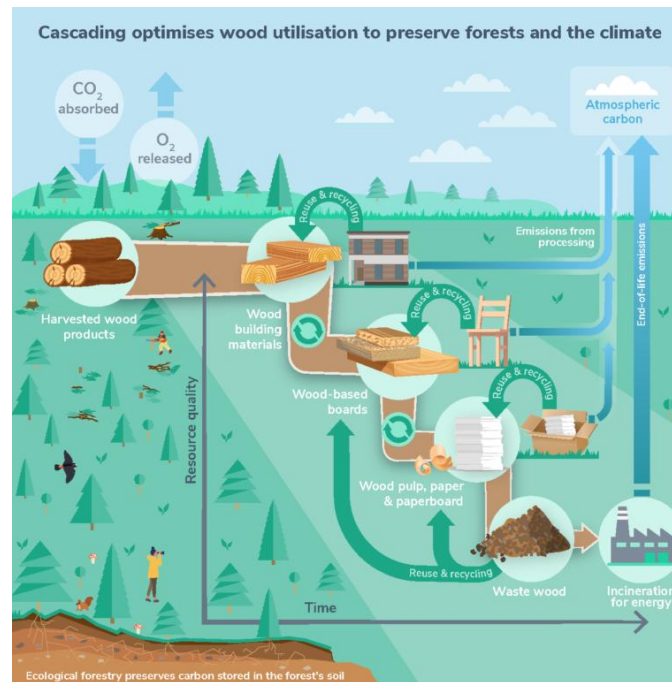 Cascading optimises wood utilisation to preserve forests and the climate
CO2
absorbed
O2
released
Atmospheric
carbon
Reuse & recycling
Emissions from
processing
End-of-life emissions
Harvested wood
products
Wood
building
materials
Reuse & recycling
Resource quality
Wood-based
boards
Reuse & recycling
Wood pulp, paper
& paperboard
Reuse & recycling
Waste wood
Incineration
for energy
Time
Ecological forestry preserves carbon stored in the forest's soil